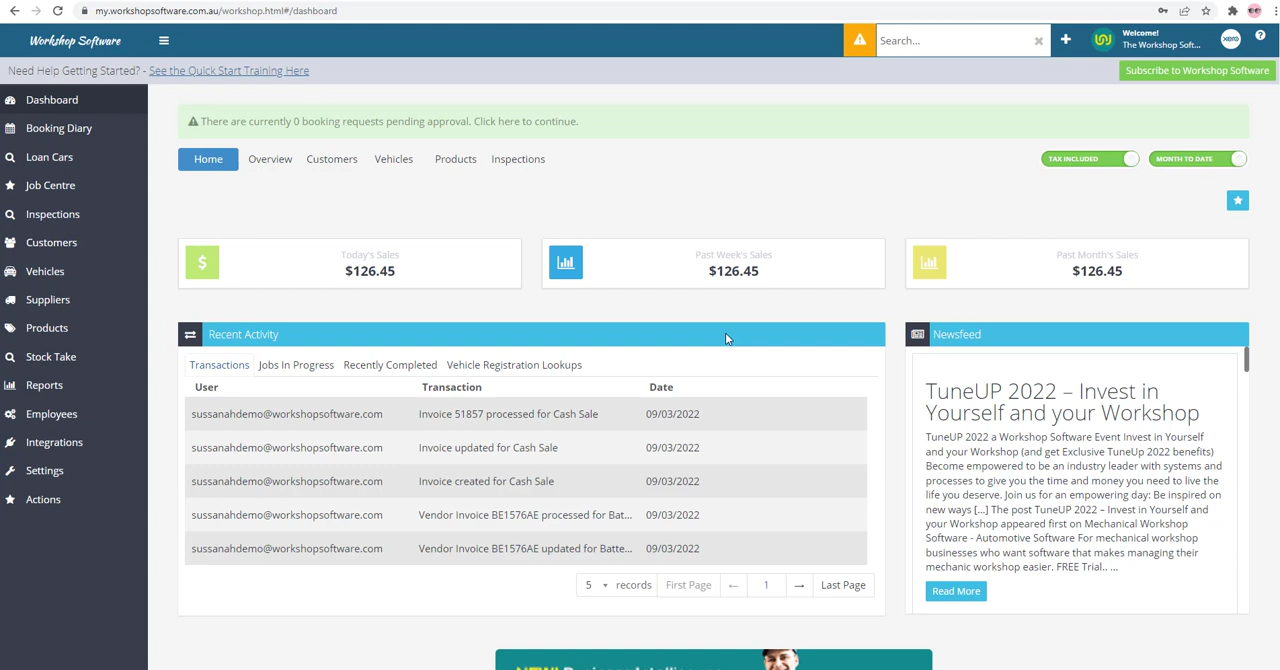 my.workshopsoftware.com.au/workshop.html#/dashboard
Workshop Software
Search...
Welcome!
The Workshop Soft...
xero
Need Help Getting Started? - See the Quick Start Training Here
Subscribe to Workshop Software
Dashboard
Booking Diary
Loan Cars
Job Centre
Inspections
Customers
Vehicles
Suppliers
Products
Stock Take
Reports
Employees
Integrations
Settings
Actions
There are currently 0 booking requests pending approval. Click here to continue.
Home Overview Customers Vehicles Products Inspections
TAX INCLUDED
MONTH TO DATE
Today's Sales
$126.45
Past Week's Sales
$126.45
Past Month's Sales
$126.45
Recent Activity
Transactions Jobs In Progress Recently Completed Vehicle Registration Lookups
User Transaction Date
sussanahdemo@workshopsoftware.com Invoice 51857 processed for Cash Sale 09/03/2022
sussanahdemo@workshopsoftware.com Invoice updated for Cash Sale 09/03/2022
sussanahdemo@workshopsoftware.com Invoice created for Cash Sale 09/03/2022
sussanahdemo@workshopsoftware.com Vendor Invoice BE1576AE processed for Bat... 09/03/2022
sussanahdemo@workshopsoftware.com Vendor Invoice BE1576AE updated for Batte... 09/03/2022
5 records First Page ← 1 → Last Page
Newsfeed
TuneUP 2022 – Invest in
Yourself and your Workshop
TuneUP 2022 a Workshop Software Event Invest in Yourself
and your Workshop (and get Exclusive TuneUp 2022 benefits)
Become empowered to be an industry leader with systems and
processes to give you the time and money you need to live the
life you deserve. Join us for an empowering day: Be inspired on
new ways [...] The post TuneUP 2022 – Invest in Yourself and
your Workshop appeared first on Mechanical Workshop
Software - Automotive Software For mechanical workshop
businesses who want software that makes managing their
mechanic workshop easier. FREE Trial.. ...
Read More